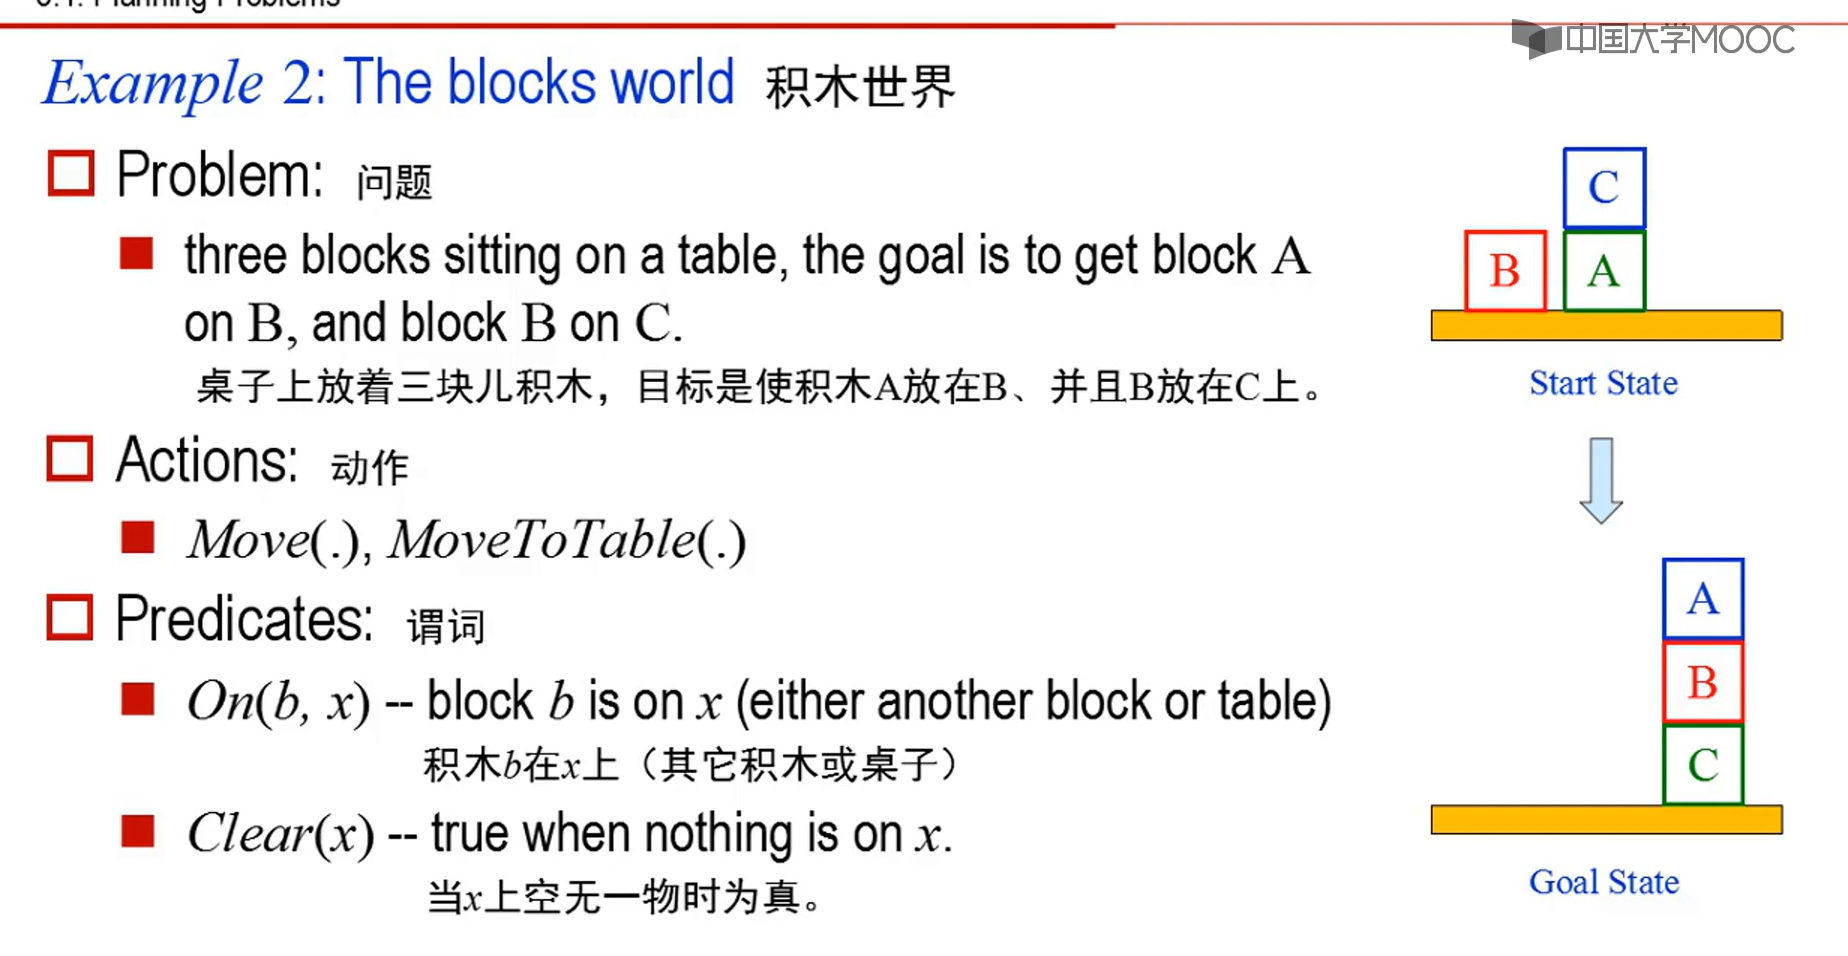 Planning Problems
中国大学MOOC
Example 2: The blocks world 积木世界
Problem: 问题
three blocks sitting on a table, the goal is to get block A
on B, and block B on C.
桌子上放着三块儿积木，目标是使积木A放在B、并且B放在C上。
Actions: 动作
Move(.), MoveToTable(.)
Predicates: 谓词
On(b, x) -- block b is on x (either another block or table)
积木b在x上（其它积木或桌子）
Clear(x) -- true when nothing is on x.
当x上空无一物时为真。
C
B A
Start State
A
B
C
Goal State